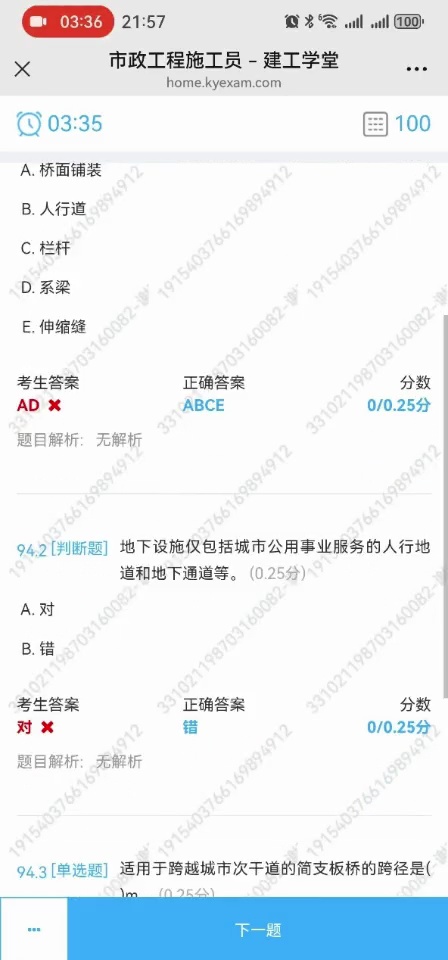 03:36 21:57 100
市政工程施工员 – 建工学堂
home.kyexam.com
03:35 100
A. 桥面铺装
B. 人行道
C. 栏杆
D. 系梁
E. 伸缩缝
考生答案 正确答案 分数
AD ABCE 0/0.25分
题目解析: 无解析
94.2 [判断题] 地下设施仅包括城市公用事业服务的人行地
道和地下通道等。 (0.25分)
A. 对
B. 错
考生答案 正确答案 分数
对 错 0/0.25分
题目解析: 无解析
94.3 [单选题] 适用于跨越城市次干道的简支板桥的跨径是(
)m。 (0.25分)
下一题
331021198703160082-
19154037661698949​12